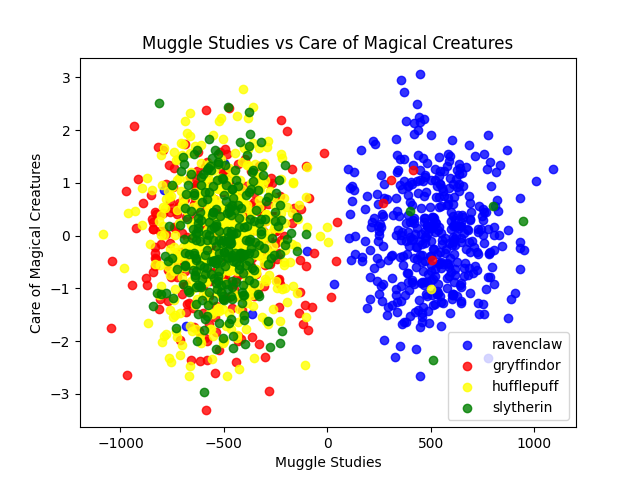 Muggle Studies vs Care of Magical Creatures
3
2
1
0
−1
−2
−3
Care of Magical Creatures
−1000
−500
0
500
1000
Muggle Studies
ravenclaw
gryffindor
hufflepuff
slytherin